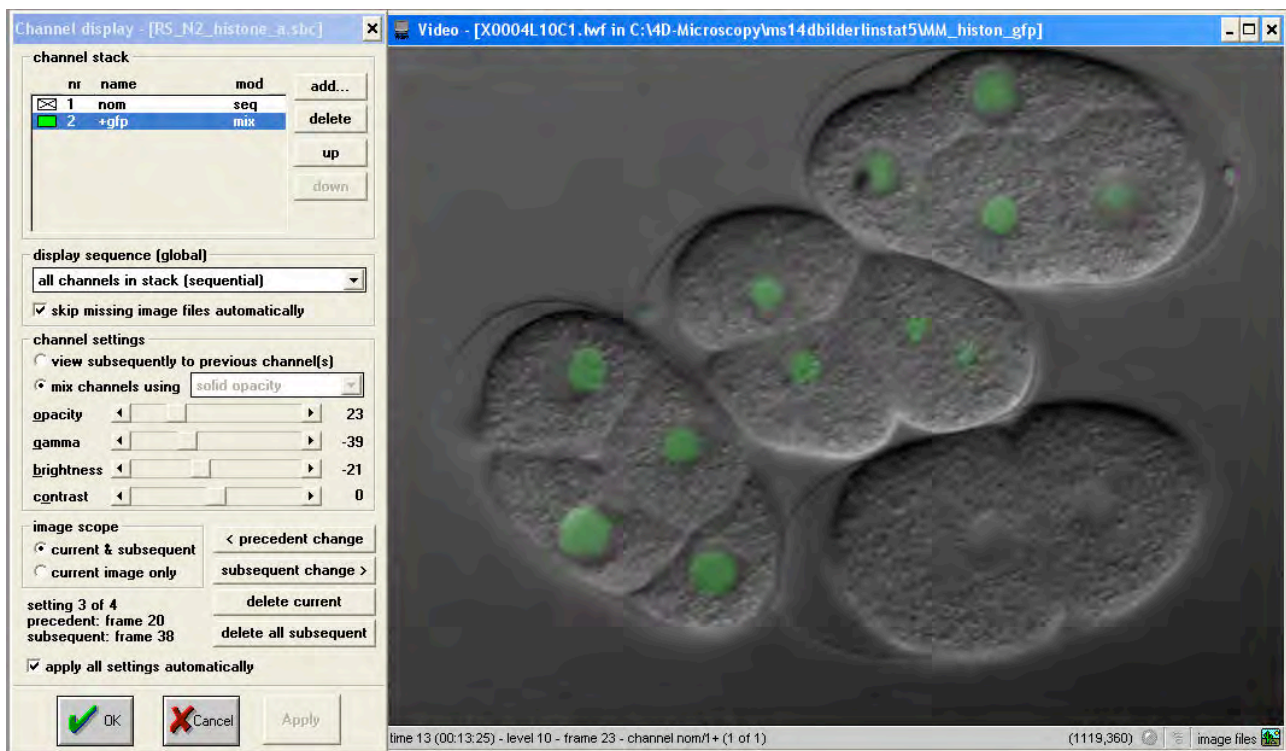 Channel display - [RS_N2_histone_a.sbc]
channel stack
nr name mod
1 nom seq
2 +gfp mix
add...
delete
up
down
display sequence (global)
all channels in stack (sequential)
skip missing image files automatically
channel settings
view subsequently to previous channel(s)
mix channels using solid opacity
opacity 23
gamma -39
brightness -21
contrast 0
image scope
current & subsequent
current image only
< precedent change
subsequent change >
delete current
delete all subsequent
setting 3 of 4
precedent: frame 20
subsequent: frame 38
apply all settings automatically
OK
Cancel
Apply
Video - [X0004L10C1.lwf in C:\4D-Microscopy\ms14dbilderlinstat5\MM_histon_gfp]
time 13 (00:13:25) - level 10 - frame 23 - channel nom/1+ (1 of 1)
(1119,360)
image files